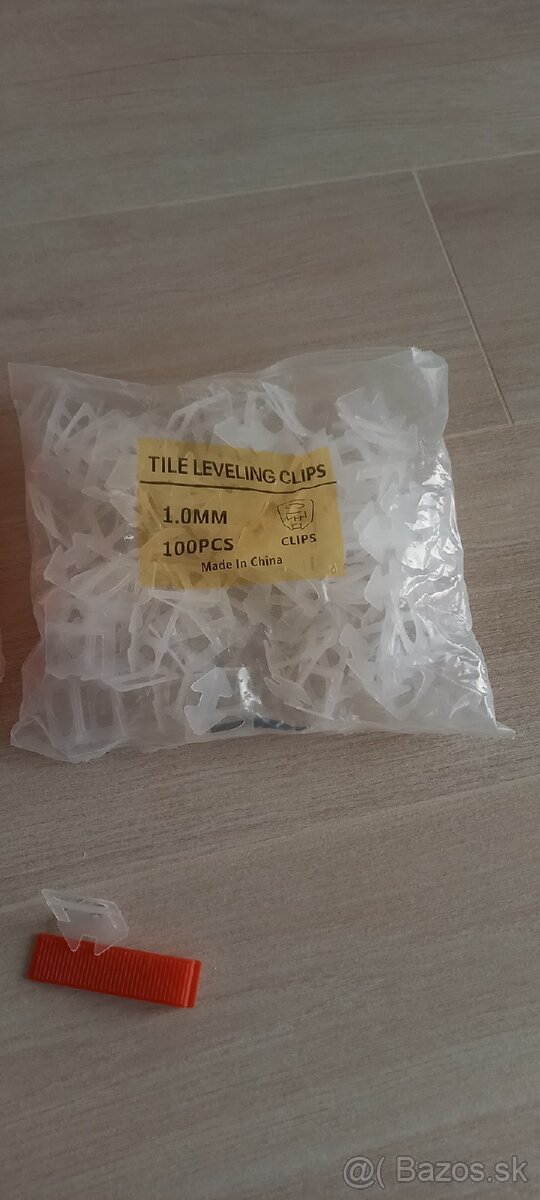 TILE LEVELING CLIPS
1.0MM
100PCS
CLIPS
Made In China
@( Bazos.sk